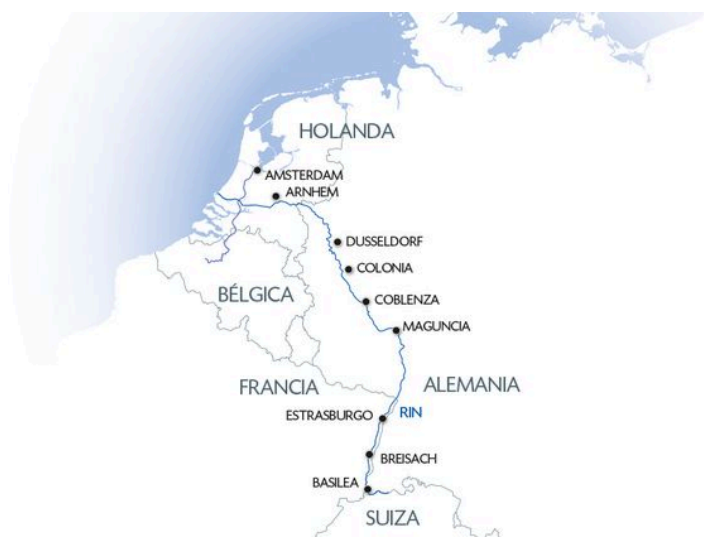 HOLANDA
AMSTERDAM
ARNHEM
DUSSELDORF
COLONIA
BÉLGICA
COBLENZA
MAGUNCIA
FRANCIA
ALEMANIA
ESTRASBURGO
RIN
BREISACH
BASILEA
SUIZA